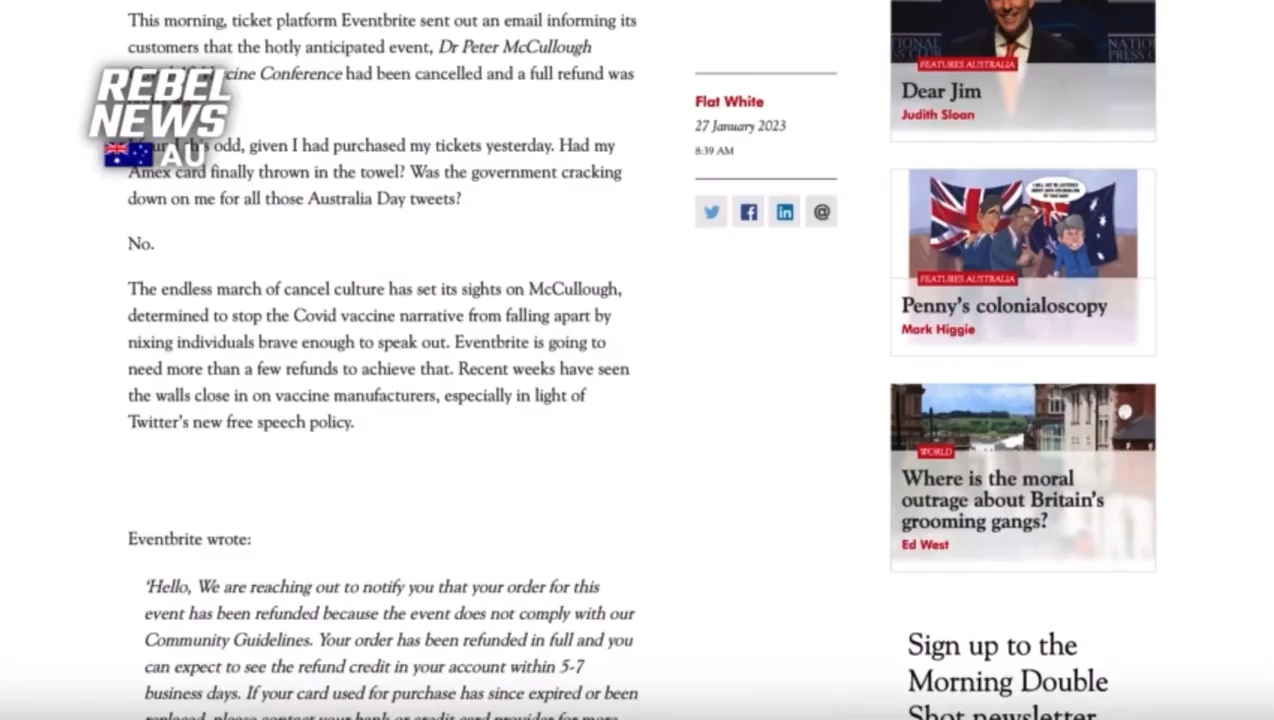 This morning, ticket platform Eventbrite sent out an email informing its
customers that the hotly anticipated event, Dr Peter McCullough
Conference had been cancelled and a full refund was
REBEL
NEWS
AU
odd, given I had purchased my tickets yesterday. Had my
Amex card finally thrown in the towel? Was the government cracking
down on me for all those Australia Day tweets?
No.
The endless march of cancel culture has set its sights on McCullough,
determined to stop the Covid vaccine narrative from falling apart by
nixing individuals brave enough to speak out. Eventbrite is going to
need more than a few refunds to achieve that. Recent weeks have seen
the walls close in on vaccine manufacturers, especially in light of
Twitter's new free speech policy.
Eventbrite wrote:
'Hello, We are reaching out to notify you that your order for this
event has been refunded because the event does not comply with our
Community Guidelines. Your order has been refunded in full and you
can expect to see the refund credit in your account within 5-7
business days. If your card used for purchase has since expired or been
Flat White
27 January 2023
8:39 AM
NATIONAL
PRESS C
FEATURES AUSTRALIA
Dear Jim
Judith Sloan
FEATURES AUSTRALIA
Penny's colonialoscopy
Mark Higgie
WORLD
Where is the moral
outrage about Britain's
grooming gangs?
Ed West
Sign up to the
Morning Double
Shot newsletter